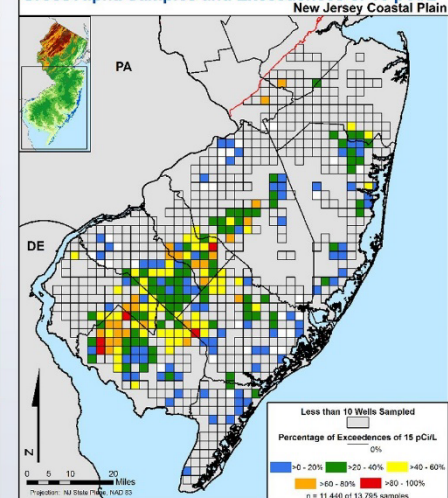 New Jersey Coastal Plain
PA
DE
N
0 5 10 20
Miles
Projection: NJ State Plane, NAD 83
Less than 10 Wells Sampled
Percentage of Exceedences of 15 pCi/L
0%
>0 - 20% >20 - 40% >40 - 60%
>60 - 80% >80 - 100%
n = 11,440 of 13,795 samples